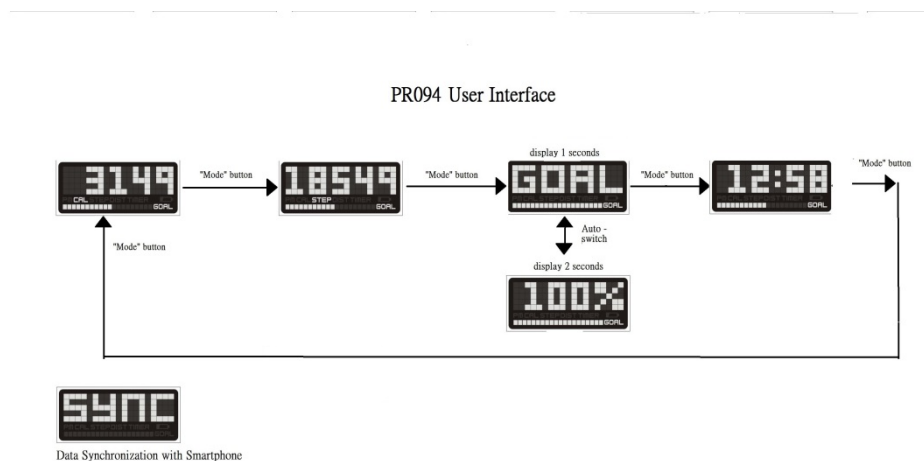 PR094 User Interface
display 1 seconds
3149
CAL
GOAL
"Mode" button
18549
STEP
GOAL
"Mode" button
GOAL
GOAL
"Mode" button
12:58
GOAL
"Mode" button
Auto -
switch
"Mode" button
display 2 seconds
100%
GOAL
SYNC
Data Synchronization with Smartphone